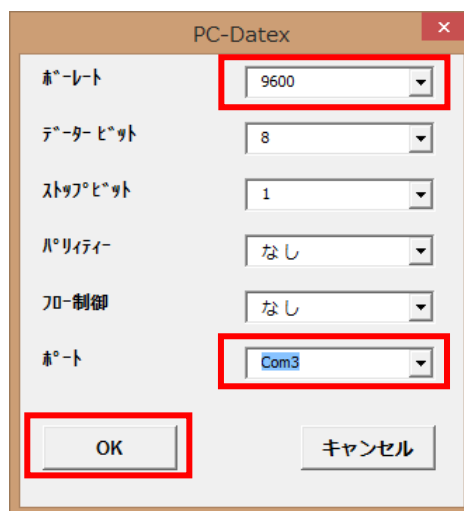 PC-Datex
ﾎﾞｰﾚｰﾄ 9600
ﾃﾞｰﾀｰ ﾋﾞｯﾄ 8
ｽﾄｯﾌﾟﾋﾞｯﾄ 1
ﾊﾟﾘｨﾃｨｰ なし
ﾌﾛｰ制御 なし
ﾎﾟｰﾄ Com3
OK キャンセル